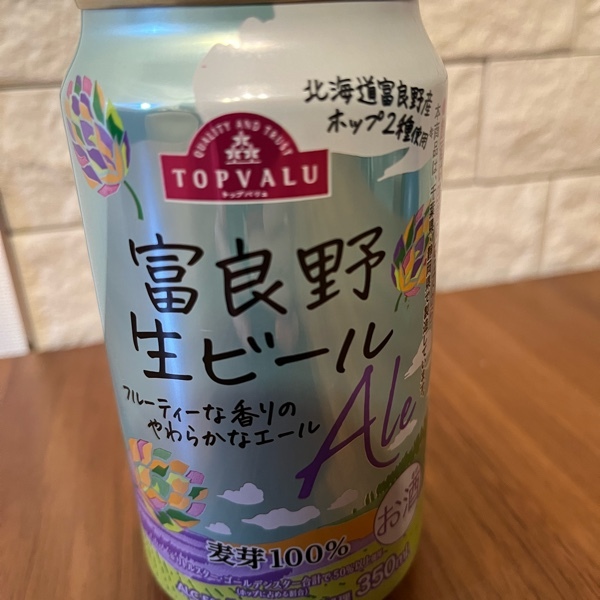 北海道富良野産
ホップ2種使用
QUALITY AND TRUST
TOPVALU
トップバリュ
富良野
生ビール
Ale
フルーティーな香りの
やわらかなエール
お酒
麦芽100%
350ml